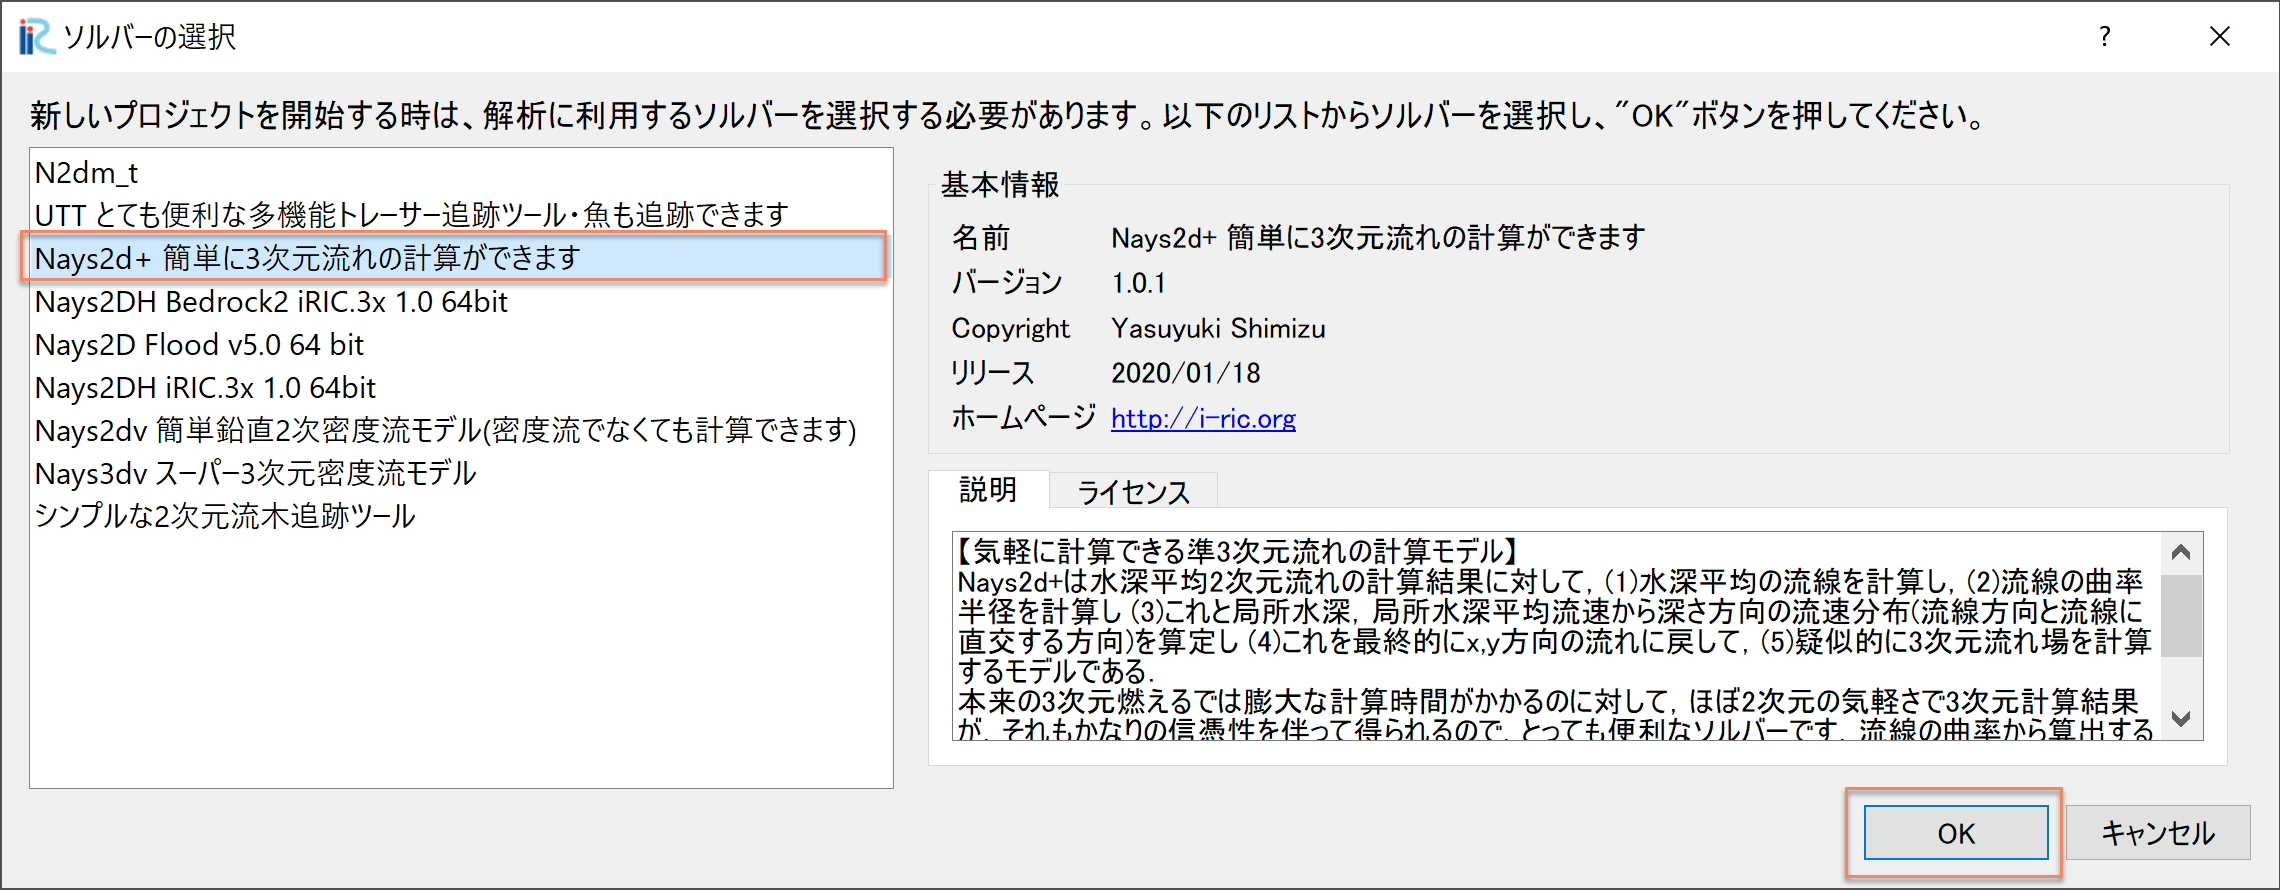 iRC ソルバーの選択
?
新しいプロジェクトを開始する時は、解析に利用するソルバーを選択する必要があります。以下のリストからソルバーを選択し、"OK"ボタンを押してください。
N2dm_t
UTT とても便利な多機能トレーサー追跡ツール・魚も追跡できます
Nays2d+ 簡単に3次元流れの計算ができます
Nays2DH Bedrock2 iRIC.3x 1.0 64bit
Nays2D Flood v5.0 64 bit
Nays2DH iRIC.3x 1.0 64bit
Nays2dv 簡単鉛直2次密度流モデル(密度流でなくても計算できます)
Nays3dv スーパー3次元密度流モデル
シンプルな2次元流木追跡ツール
基本情報
名前 Nays2d+ 簡単に3次元流れの計算ができます
バージョン 1.0.1
Copyright Yasuyuki Shimizu
リリース 2020/01/18
ホームページ http://i-ric.org
説明 ライセンス
【気軽に計算できる準3次元流れの計算モデル】
Nays2d+は水深平均2次元流れの計算結果に対して, (1)水深平均の流線を計算し, (2)流線の曲率
半径を計算し (3)これと局所水深, 局所水深平均流速から深さ方向の流速分布(流線方向と流線に
直交する方向)を算定し (4)これを最終的にx,y方向の流れに戻して, (5)疑似的に3次元流れ場を計算
するモデルである.
本来の3次元燃えるでは膨大な計算時間がかかるのに対して, ほぼ2次元の気軽さで3次元計算結果
が, それもかなりの信憑性を伴って得られるので, とっても便利なソルバーです. 流線の曲率から算出する
OK キャンセル